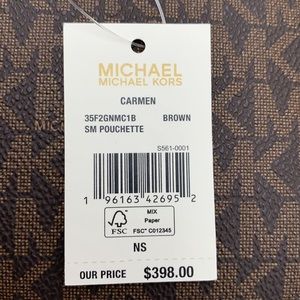 MICHAEL
MICHAEL KORS
CARMEN
35F2GNMC1B BROWN
SM POUCHETTE
S561-0001
1 96163 42695 2
FSC
MIX
Paper
FSC® C012345
NS
OUR PRICE $398.00